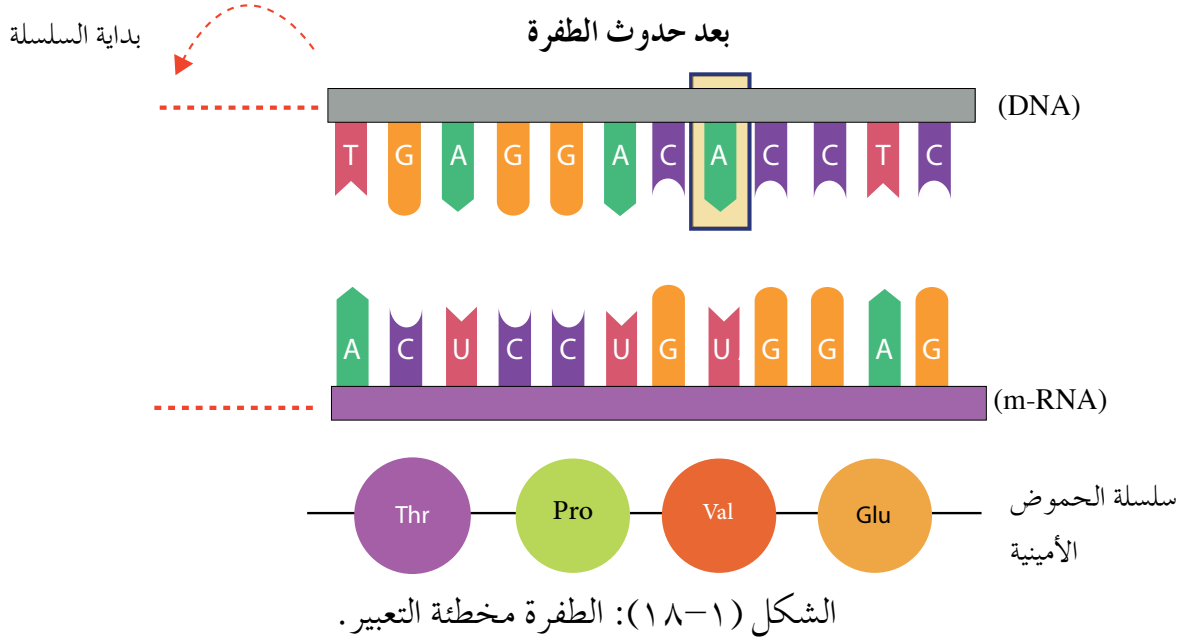 بعد حدوث الطفرة
بداية السلسلة
(DNA)
T G A G G A C A C C T C
A C U C C U G U G G A G
(m-RNA)
Thr Pro Val Glu
سلسلة الحموض
الأمينية
الشكل (١-١٨): الطفرة مخطئة التعبير.